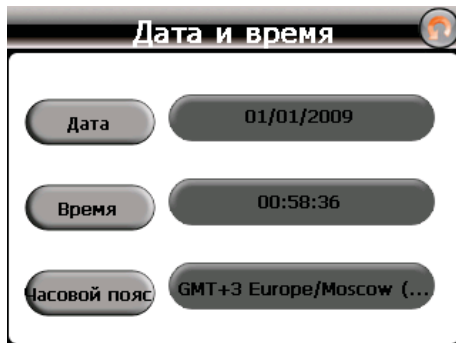 Дата и время
Дата
01/01/2009
Время
00:58:36
Часовой пояс
GMT+3 Europe/Moscow (...